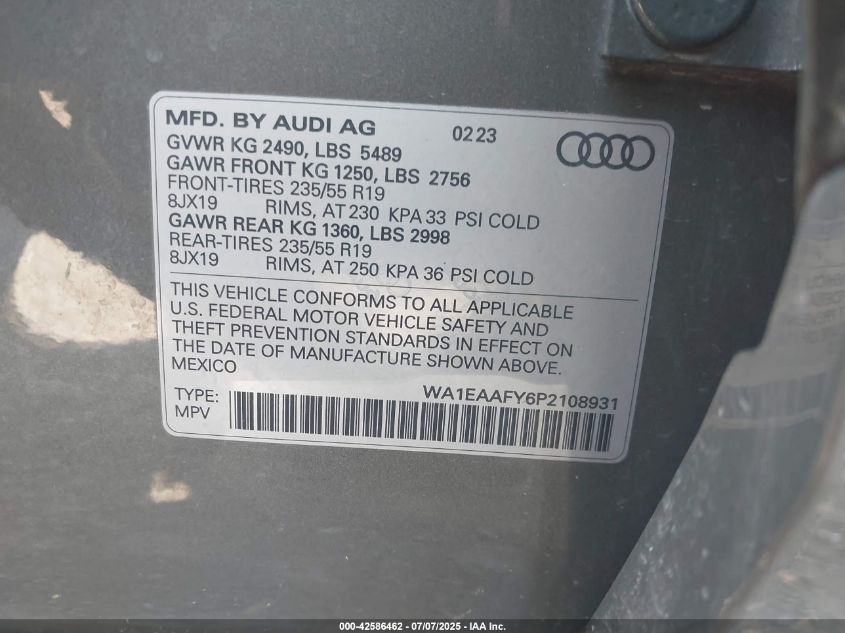 MFD. BY AUDI AG 0223
GVWR KG 2490, LBS 5489
GAWR FRONT KG 1250, LBS 2756
FRONT-TIRES 235/55 R19
8JX19 RIMS, AT 230 KPA 33 PSI COLD
GAWR REAR KG 1360, LBS 2998
REAR-TIRES 235/55 R19
8JX19 RIMS, AT 250 KPA 36 PSI COLD
THIS VEHICLE CONFORMS TO ALL APPLICABLE
U.S. FEDERAL MOTOR VEHICLE SAFETY AND
THEFT PREVENTION STANDARDS IN EFFECT ON
THE DATE OF MANUFACTURE SHOWN ABOVE.
MEXICO
WA1EAAFY6P2108931
TYPE:
MPV
000-42586462 - 07/07/2025 - IAA Inc.